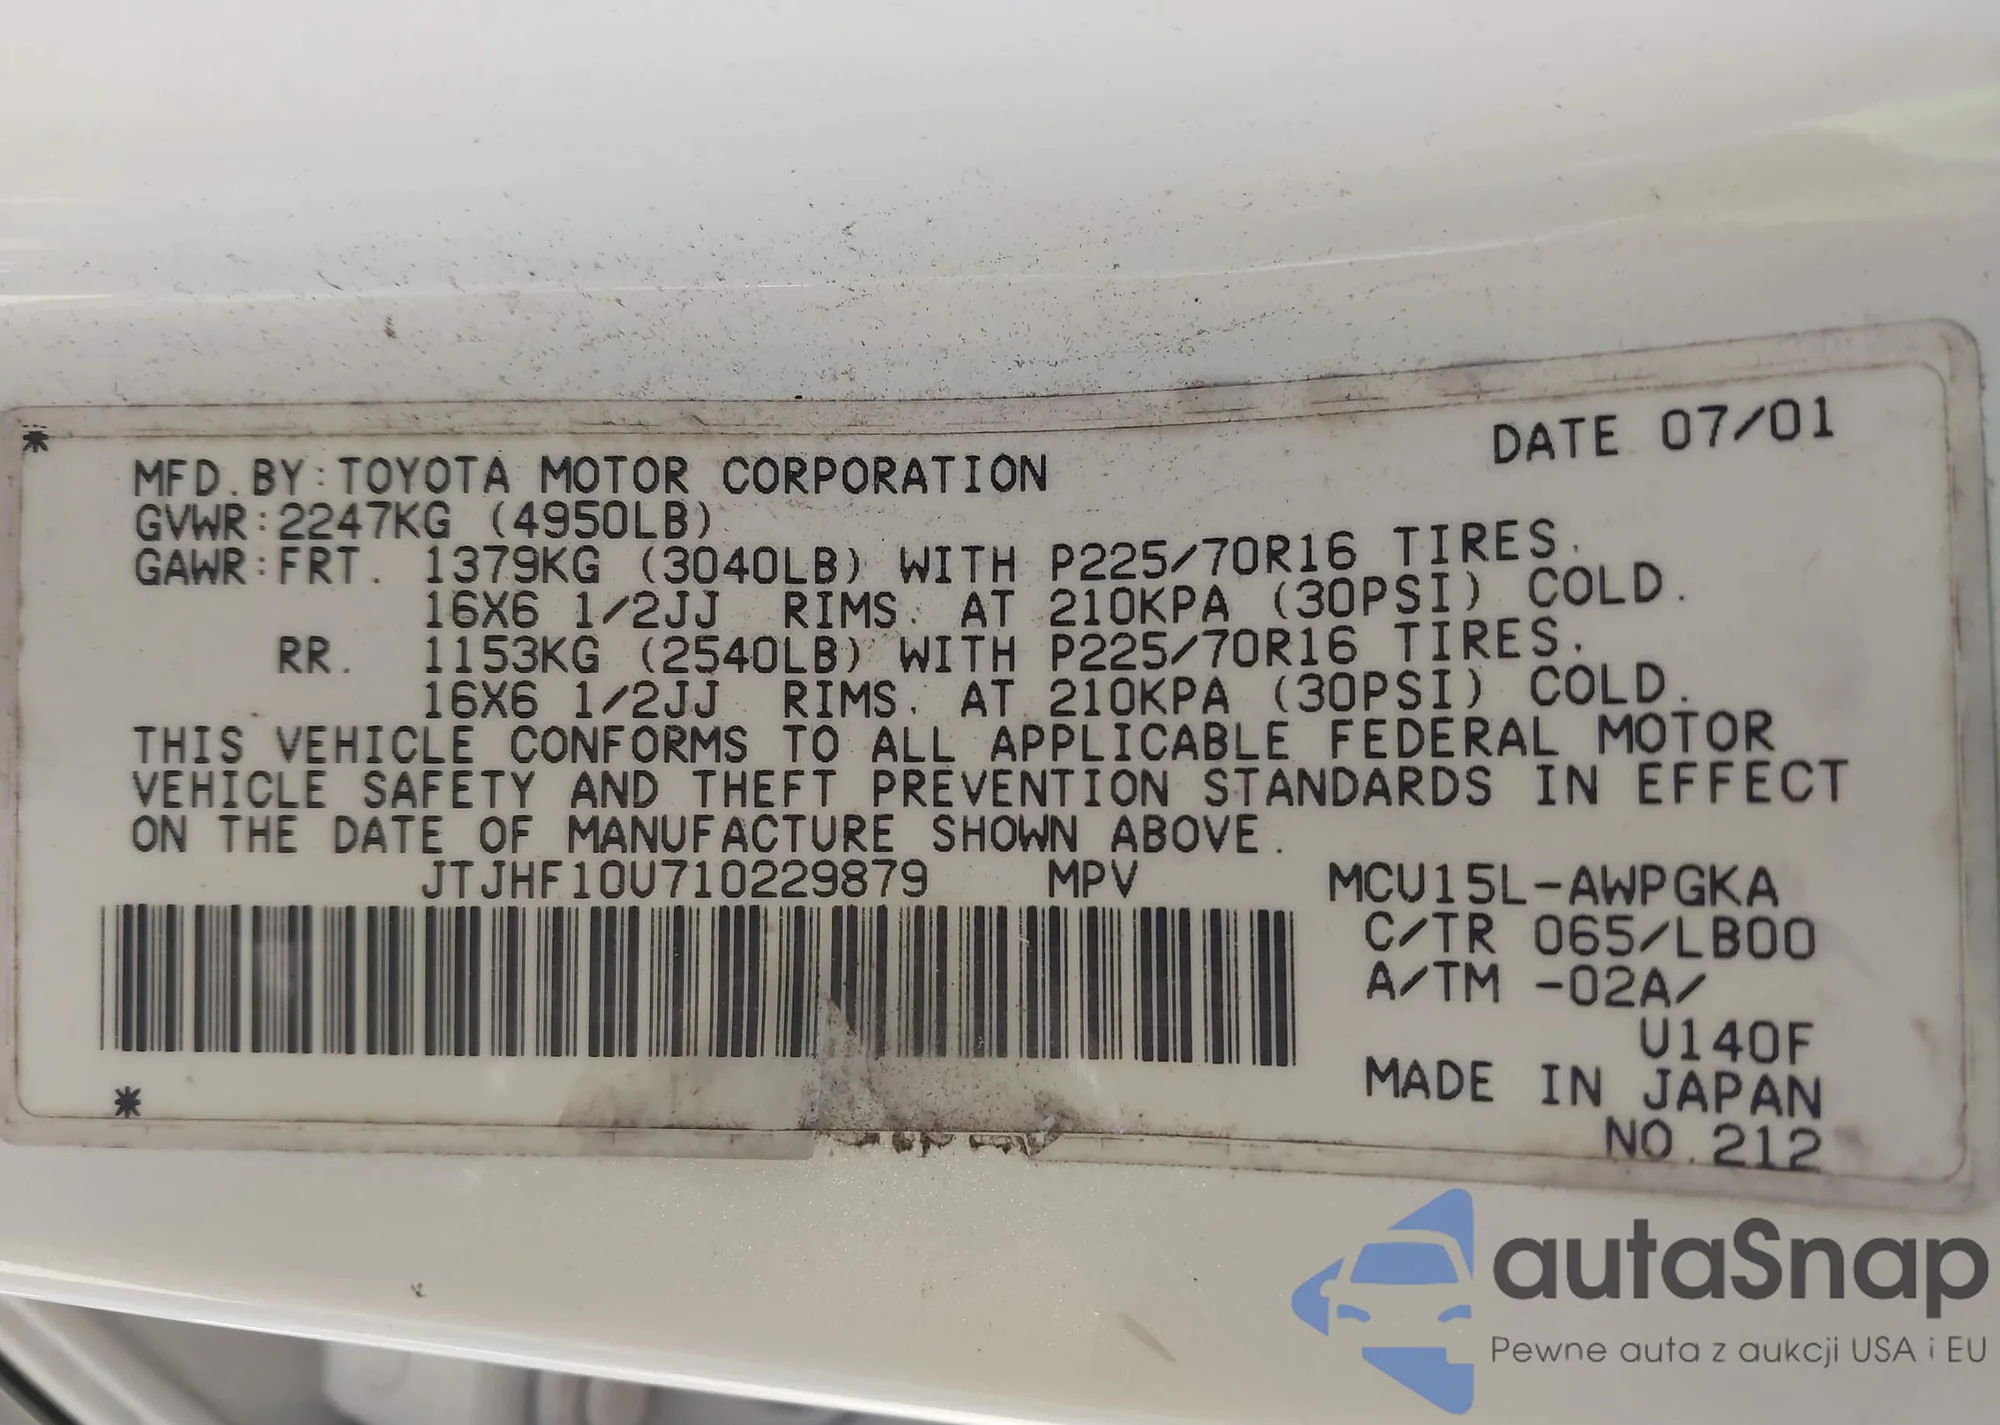 DATE 07/01
MFD.BY:TOYOTA MOTOR CORPORATION
GVWR:2247KG (4950LB)
GAWR:FRT. 1379KG (3040LB) WITH P225/70R16 TIRES.
16X6 1/2JJ RIMS. AT 210KPA (30PSI) COLD.
RR. 1153KG (2540LB) WITH P225/70R16 TIRES.
16X6 1/2JJ RIMS. AT 210KPA (30PSI) COLD.
THIS VEHICLE CONFORMS TO ALL APPLICABLE FEDERAL MOTOR
VEHICLE SAFETY AND THEFT PREVENTION STANDARDS IN EFFECT
ON THE DATE OF MANUFACTURE SHOWN ABOVE.
JTJHF10U710229879 MPV MCU15L-AWPGKA
C/TR 065/LB00
A/TM -02A/
U140F
MADE IN JAPAN
NO.212
autaSnap
Pewne auta z aukcji USA i EU